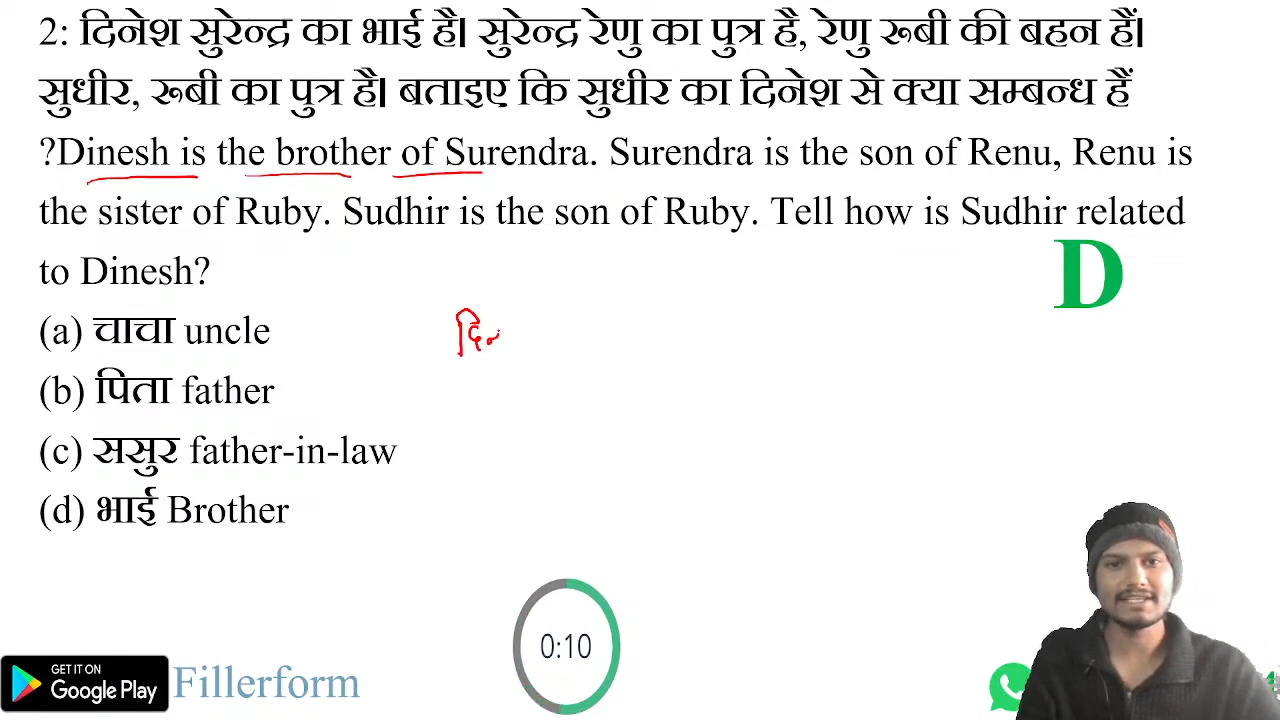 2: दिनेश सुरेन्द्र का भाई है। सुरेन्द्र रेणु का पुत्र है, रेणु रूबी की बहन हैं।
सुधीर, रूबी का पुत्र है। बताइए कि सुधीर का दिनेश से क्या सम्बन्ध हैं
?Dinesh is the brother of Surendra. Surendra is the son of Renu, Renu is
the sister of Ruby. Sudhir is the son of Ruby. Tell how is Sudhir related
to Dinesh?
D
(a) चाचा uncle
दि
(b) पिता father
(c) ससुर father-in-law
(d) भाई Brother
0:10
GET IT ON
Google Play
Fillerform